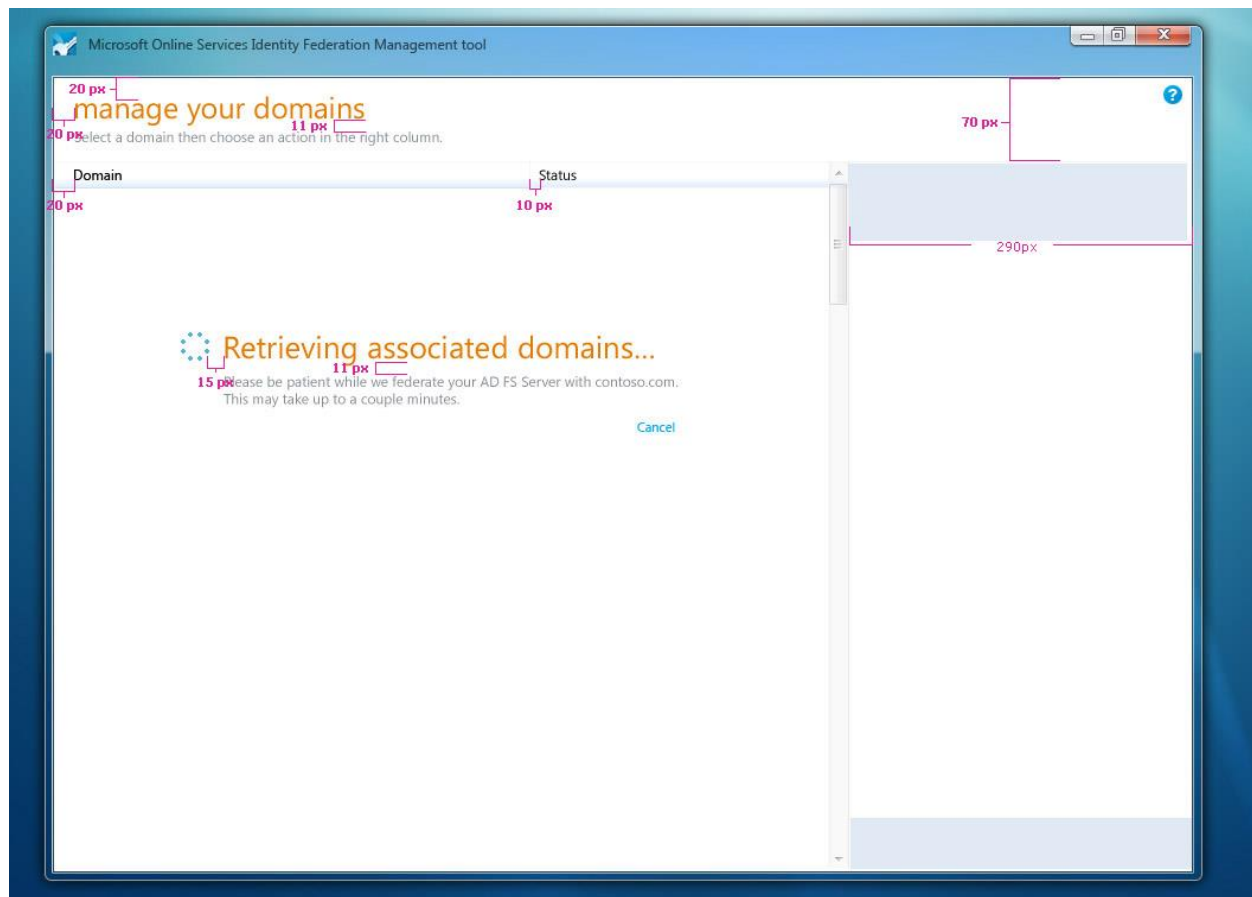 Microsoft Online Services Identity Federation Management tool
20 px
manage your domains
11 px
70 px
20 px
Select a domain then choose an action in the right column.
Domain
Status
20 px
10 px
290px
Retrieving associated domains...
11 px
15 px
Please be patient while we federate your AD FS Server with contoso.com.
This may take up to a couple minutes.
Cancel